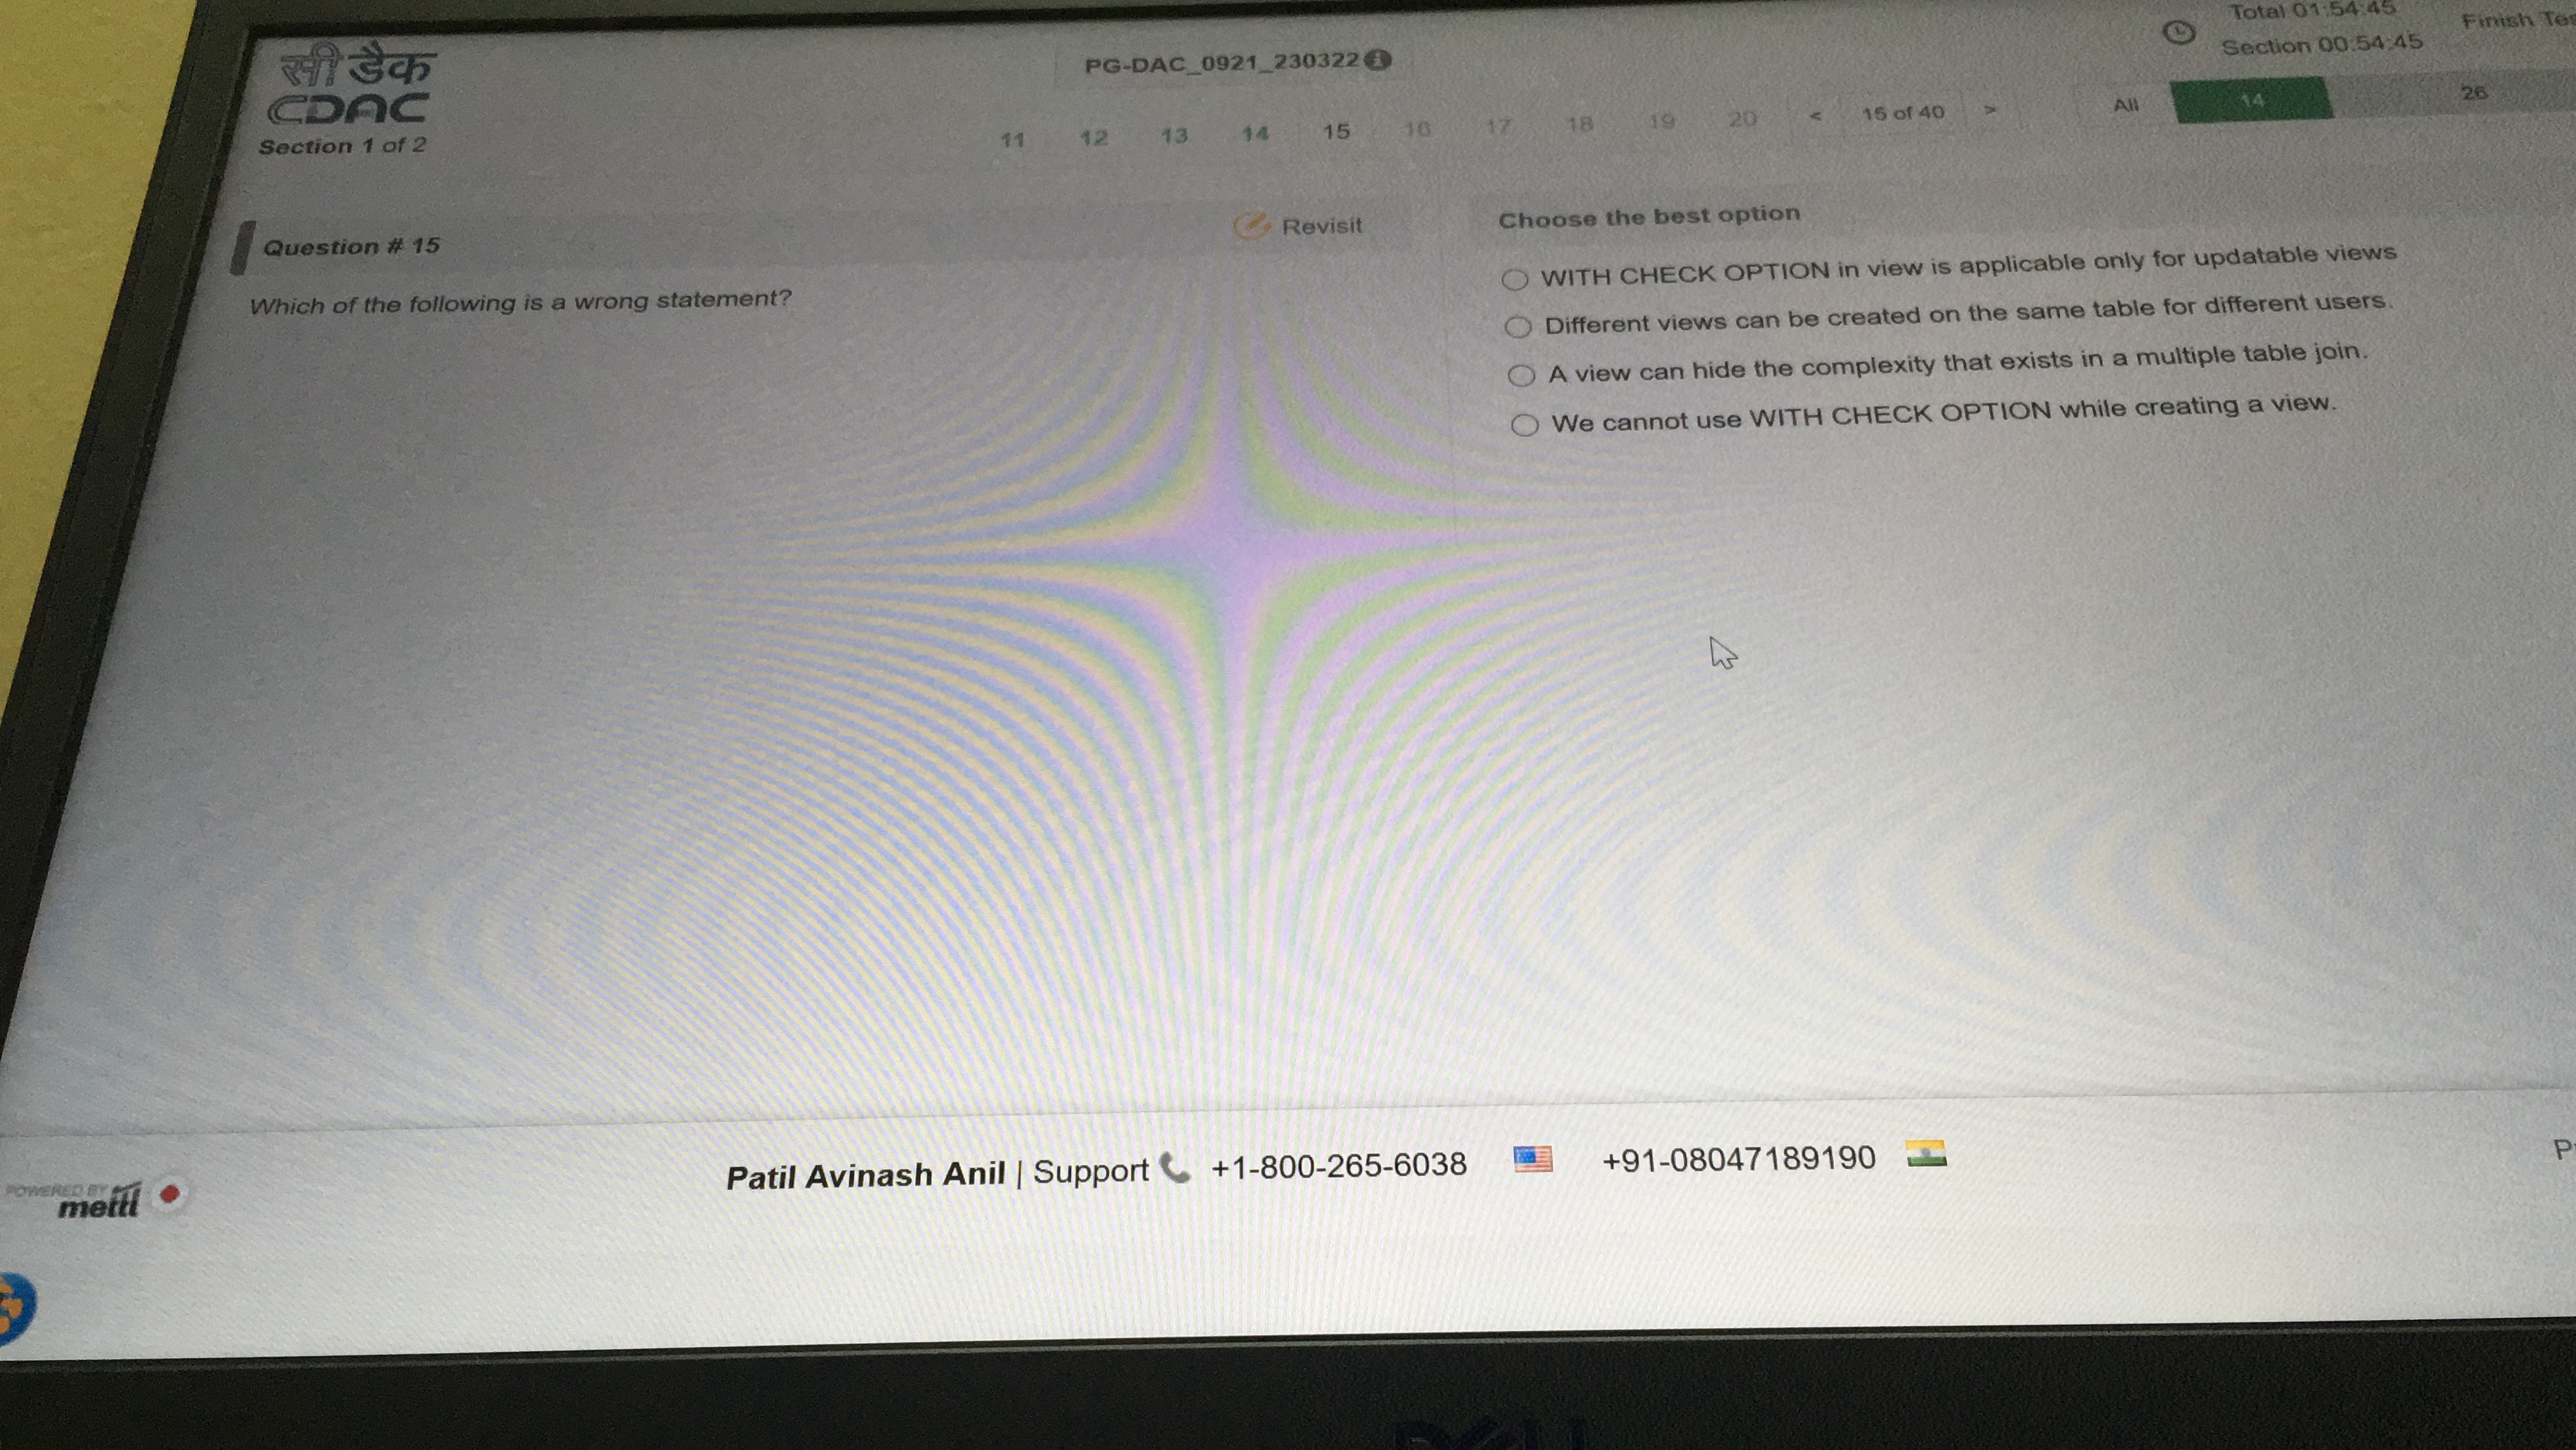 सी डैक
CDAC
Section 1 of 2
PG-DAC_0921_230322
11 12 13 14 15 16 17 18 19 20 < 15 of 40 >
Total 01:54:45
Section 00:54:45
Finish
All 14 26
Question # 15
Revisit
Which of the following is a wrong statement?
Choose the best option
WITH CHECK OPTION in view is applicable only for updatable views
Different views can be created on the same table for different users.
A view can hide the complexity that exists in a multiple table join.
We cannot use WITH CHECK OPTION while creating a view.
POWERED BY
mettl
Patil Avinash Anil | Support +1-800-265-6038 +91-08047189190